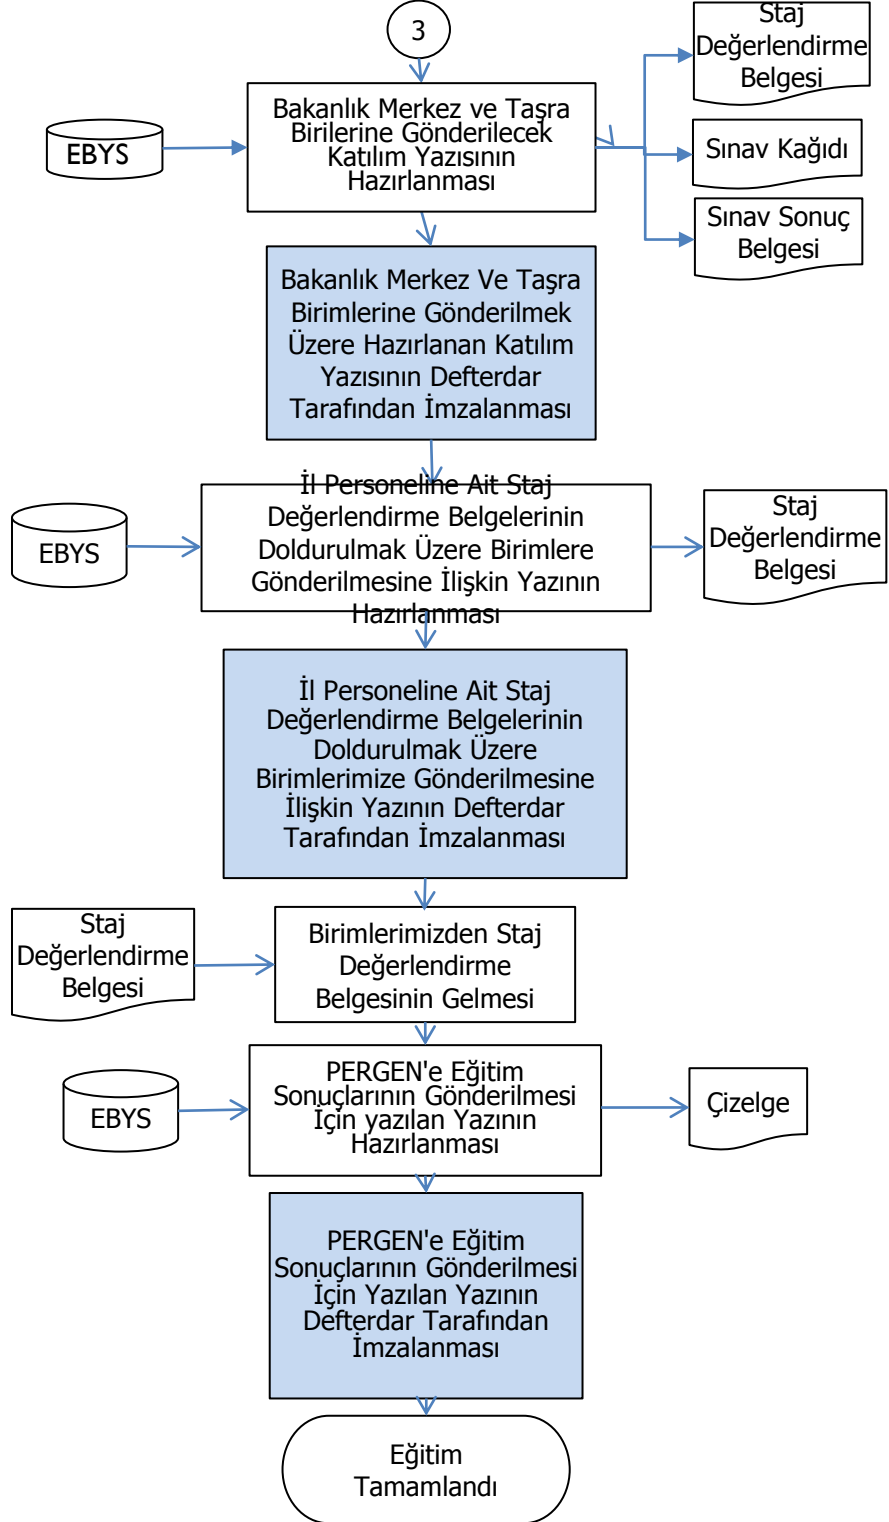 3
Staj
Değerlendirme
Belgesi
Bakanlık Merkez ve Taşra
Birilerine Gönderilecek
Katılım Yazısının
Hazırlanması
EBYS
Sınav Kağıdı
Sınav Sonuç
Belgesi
Bakanlık Merkez Ve Taşra
Birimlerine Gönderilmek
Üzere Hazırlanan Katılım
Yazısının Defterdar
Tarafından İmzalanması
İl Personeline Ait Staj
Değerlendirme Belgelerinin
Doldurulmak Üzere Birimlere
Gönderilmesine İlişkin Yazının
Hazırlanması
EBYS
Staj
Değerlendirme
Belgesi
İl Personeline Ait Staj
Değerlendirme Belgelerinin
Doldurulmak Üzere
Birimlerimize Gönderilmesine
İlişkin Yazının Defterdar
Tarafından İmzalanması
Staj
Değerlendirme
Belgesi
Birimlerimizden Staj
Değerlendirme
Belgesinin Gelmesi
PERGEN'e Eğitim
Sonuçlarının Gönderilmesi
İçin yazılan Yazının
Hazırlanması
EBYS
Çizelge
PERGEN'e Eğitim
Sonuçlarının Gönderilmesi
İçin Yazılan Yazının
Defterdar Tarafından
İmzalanması
Eğitim
Tamamlandı